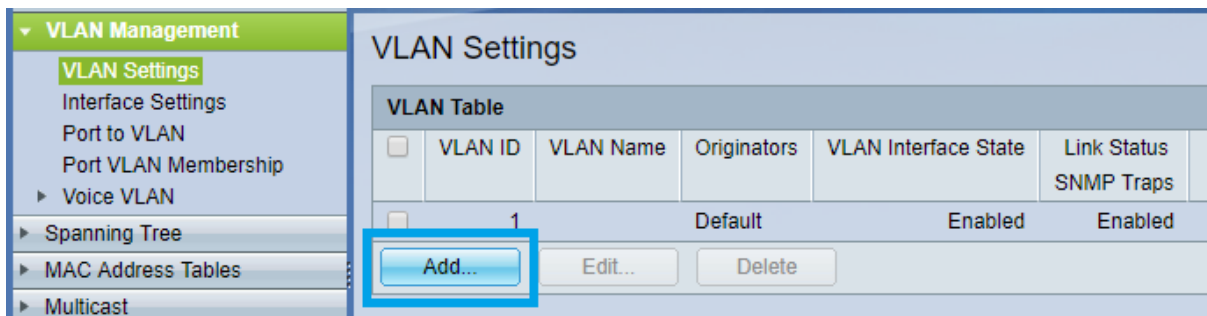 VLAN Management
VLAN Settings
Interface Settings
Port to VLAN
Port VLAN Membership
Voice VLAN
Spanning Tree
MAC Address Tables
Multicast
VLAN Settings
VLAN Table
VLAN ID VLAN Name Originators VLAN Interface State Link Status
SNMP Traps
1 Default Enabled Enabled
Add... Edit... Delete